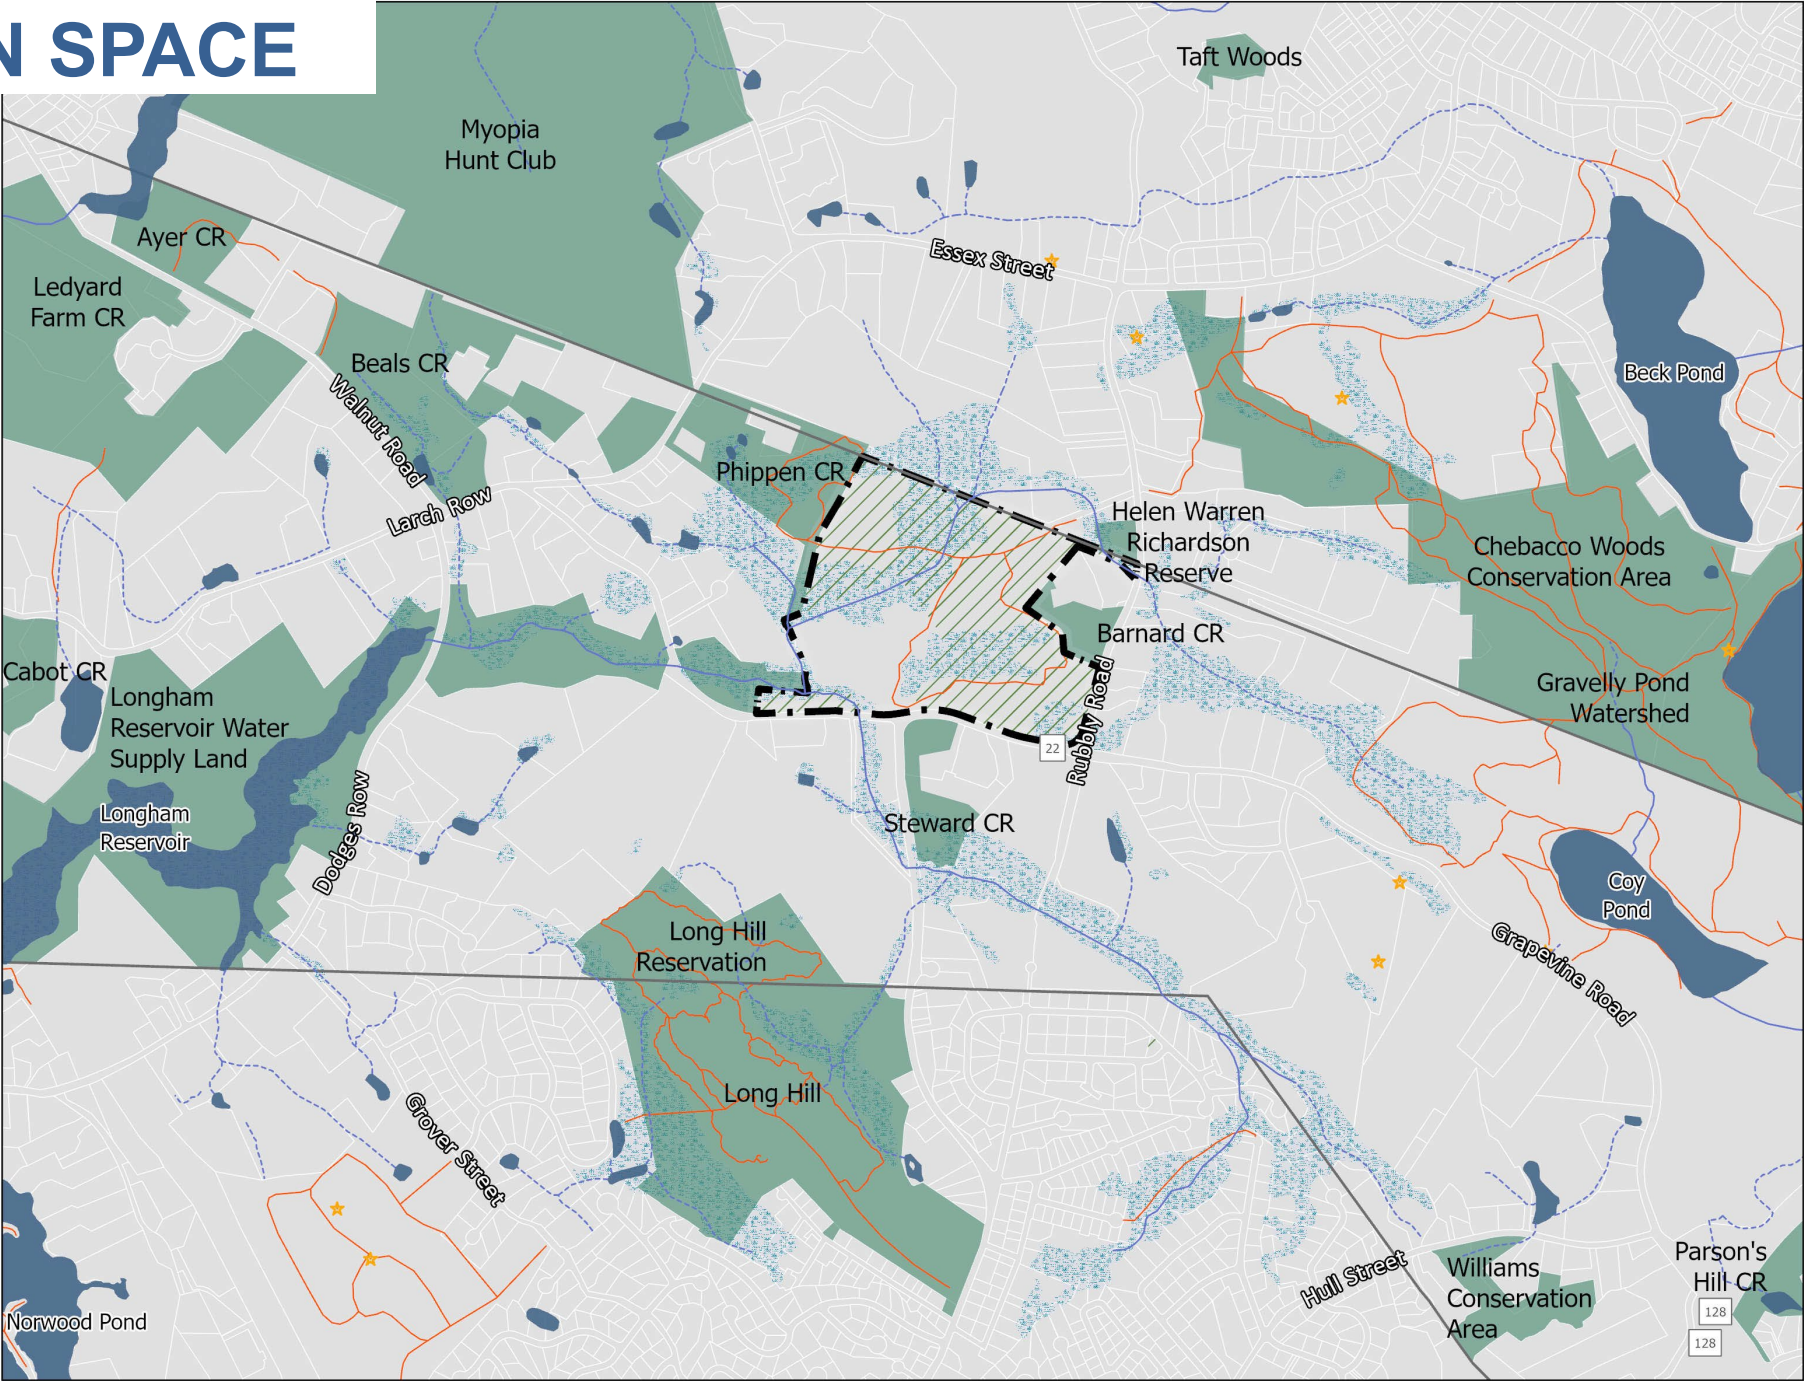 N SPACE
Taft Woods
Myopia
Hunt Club
Ayer CR
Essex Street
Ledyard
Farm CR
Beals CR
Beck Pond
Walnut Road
Phippen CR
Larch Row
Helen Warren
Richardson
Reserve
Chebacco Woods
Conservation Area
Barnard CR
Cabot CR
Longham
Reservoir Water
Supply Land
Gravelly Pond
Watershed
Rubbly Road
22
Longham
Reservoir
Dodges Row
Steward CR
Coy
Pond
Long Hill
Reservation
Grapevine Road
Long Hill
Grover Street
Hull Street
Williams
Conservation
Area
Parson's
Hill CR
128
128
Norwood Pond